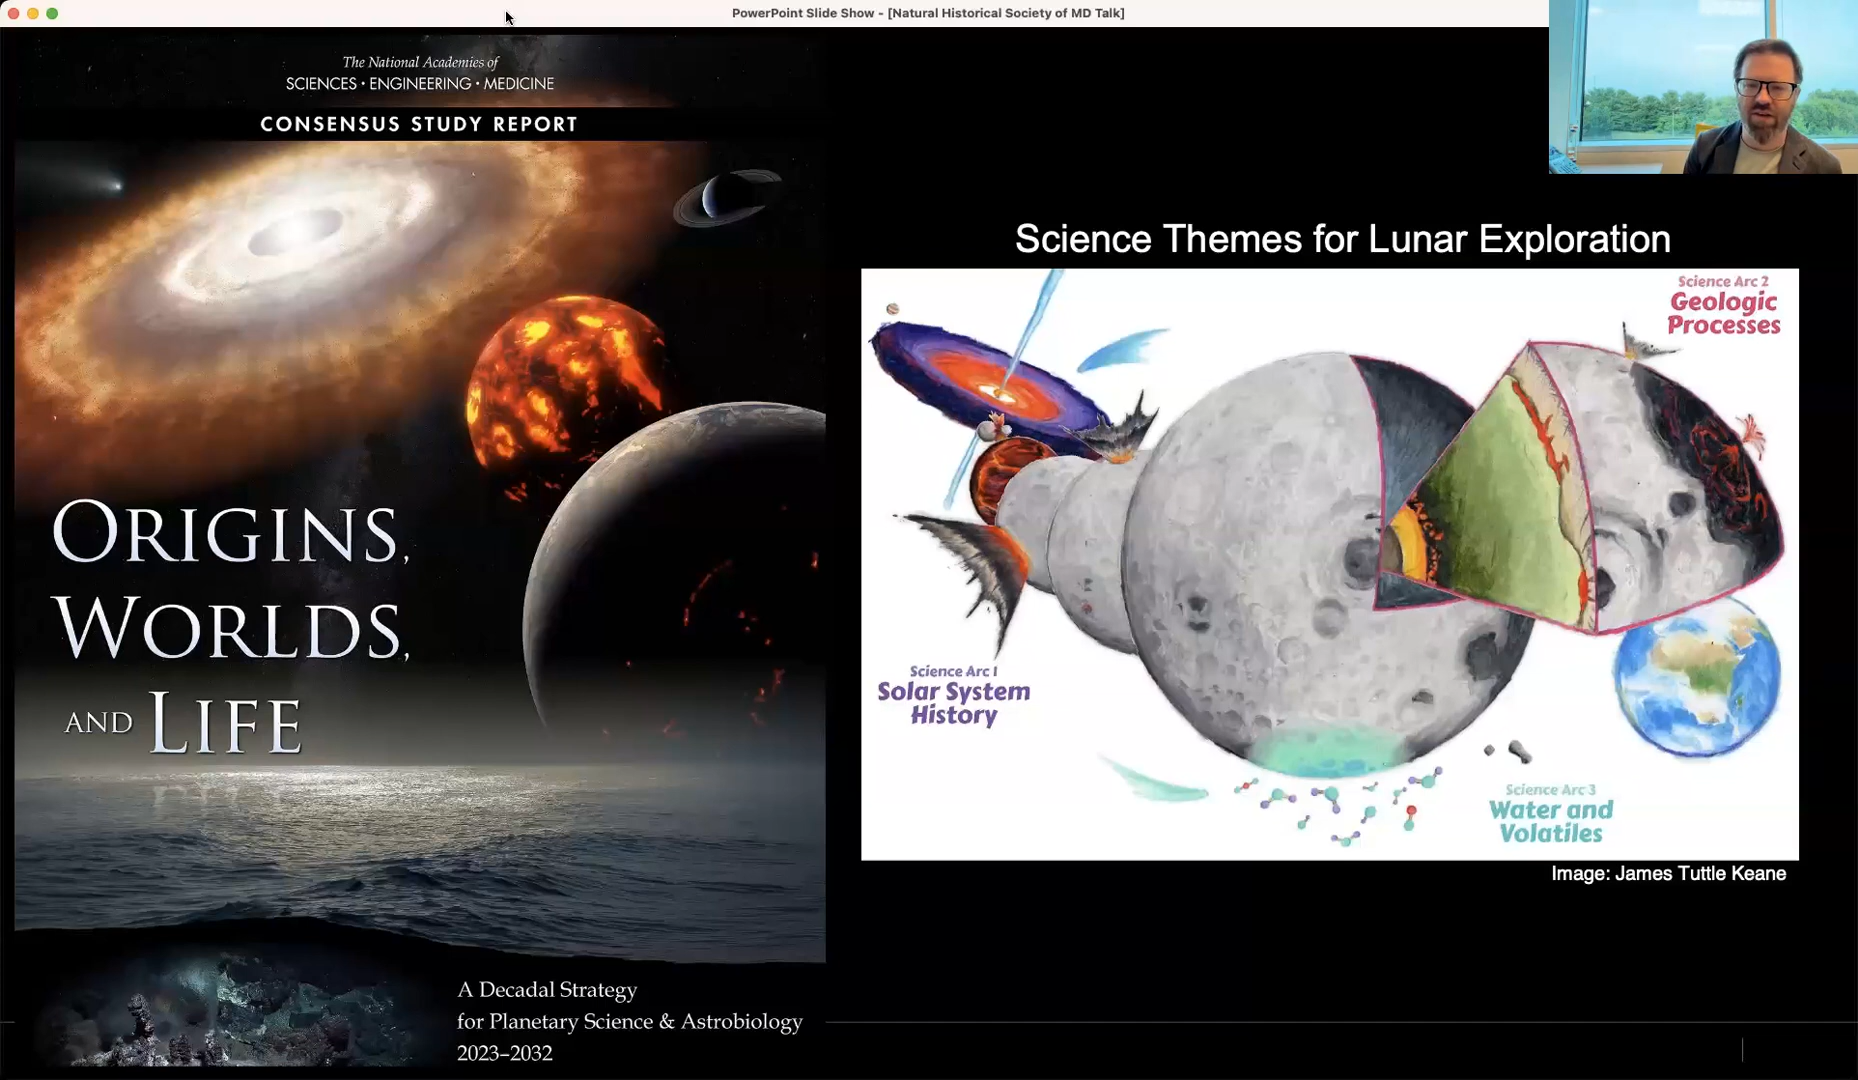 PowerPoint Slide Show - [Natural Historical Society of MD Talk]
The National Academies of
SCIENCES • ENGINEERING • MEDICINE
CONSENSUS STUDY REPORT
ORIGINS,
WORLDS,
AND LIFE
A Decadal Strategy
for Planetary Science & Astrobiology
2023–2032
Science Themes for Lunar Exploration
Science Arc 2
Geologic
Processes
Science Arc 1
Solar System
History
Science Arc 3
Water and
Volatiles
Image: James Tuttle Keane